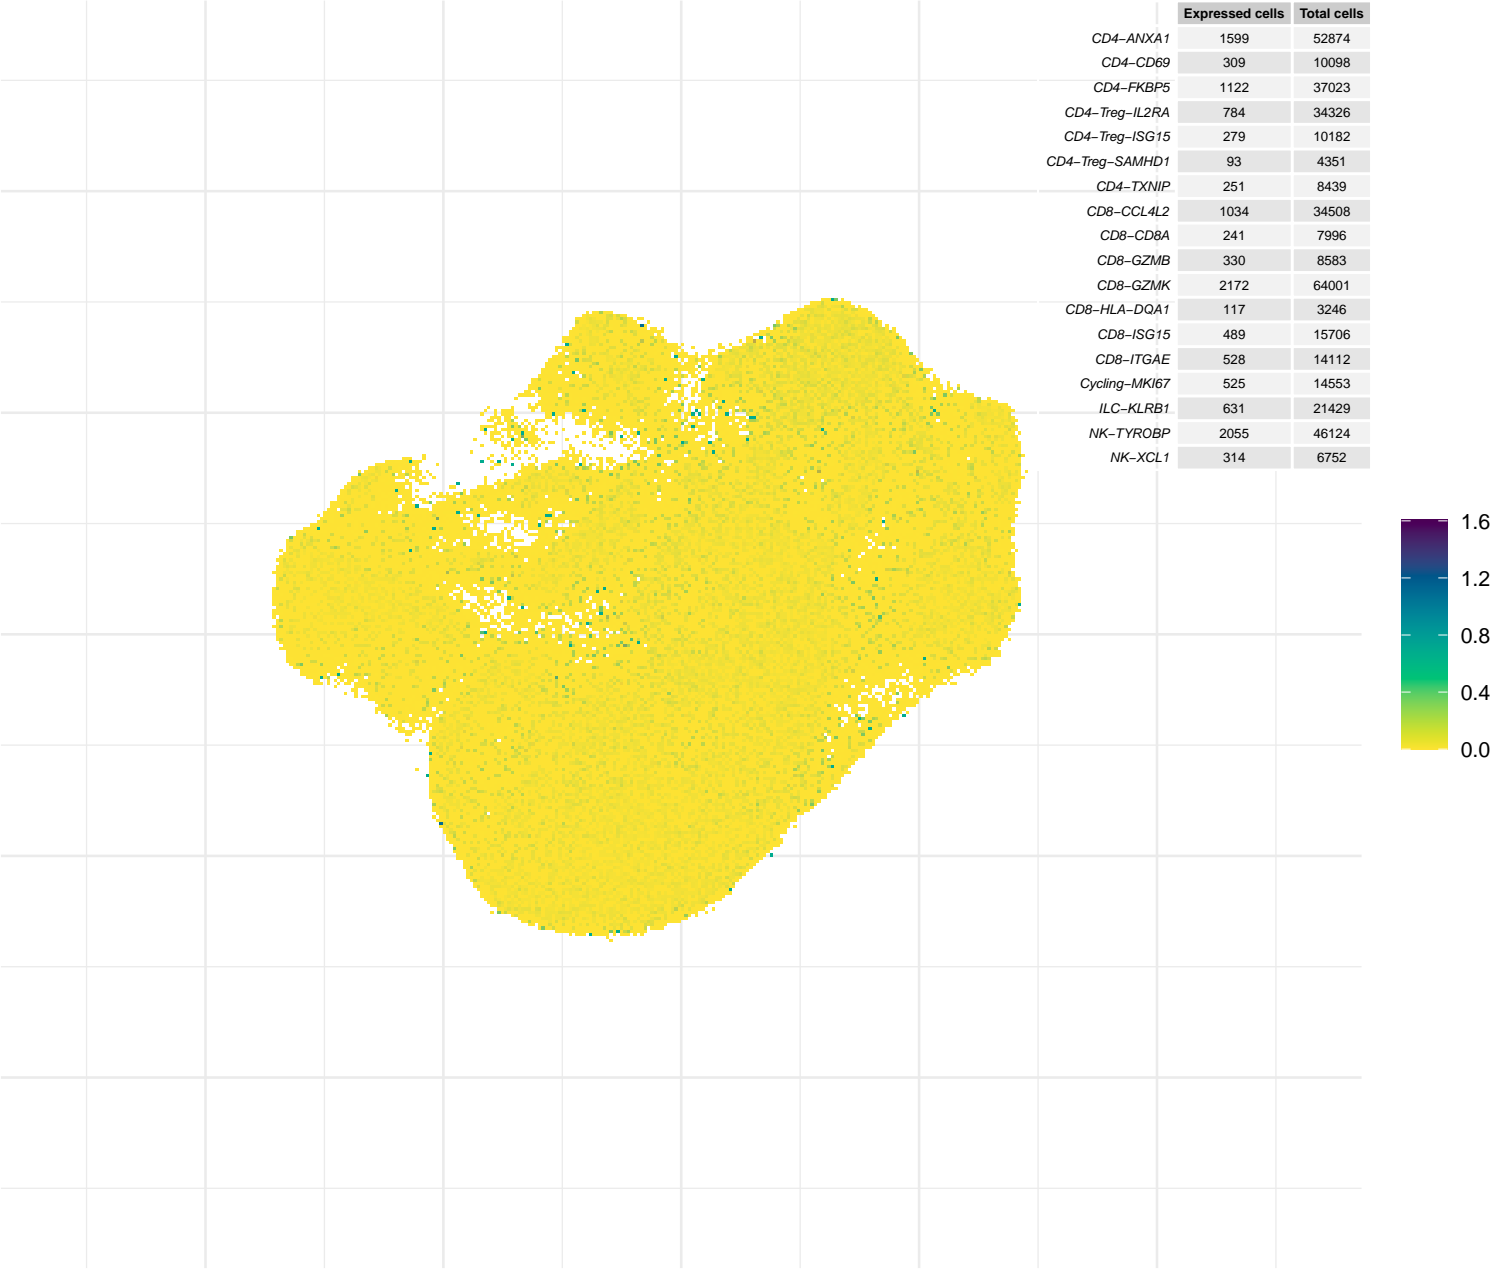 Expressed cells Total cells
CD4−ANXA1 1599 52874
CD4−CD69 309 10098
CD4−FKBP5 1122 37023
CD4−Treg−IL2RA 784 34326
CD4−Treg−ISG15 279 10182
CD4−Treg−SAMHD1 93 4351
CD4−TXNIP 251 8439
CD8−CCL4L2 1034 34508
CD8−CD8A 241 7996
CD8−GZMB 330 8583
CD8−GZMK 2172 64001
CD8−HLA−DQA1 117 3246
CD8−ISG15 489 15706
CD8−ITGAE 528 14112
Cycling−MKI67 525 14553
ILC−KLRB1 631 21429
NK−TYROBP 2055 46124
NK−XCL1 314 6752
1.6
1.2
0.8
0.4
0.0